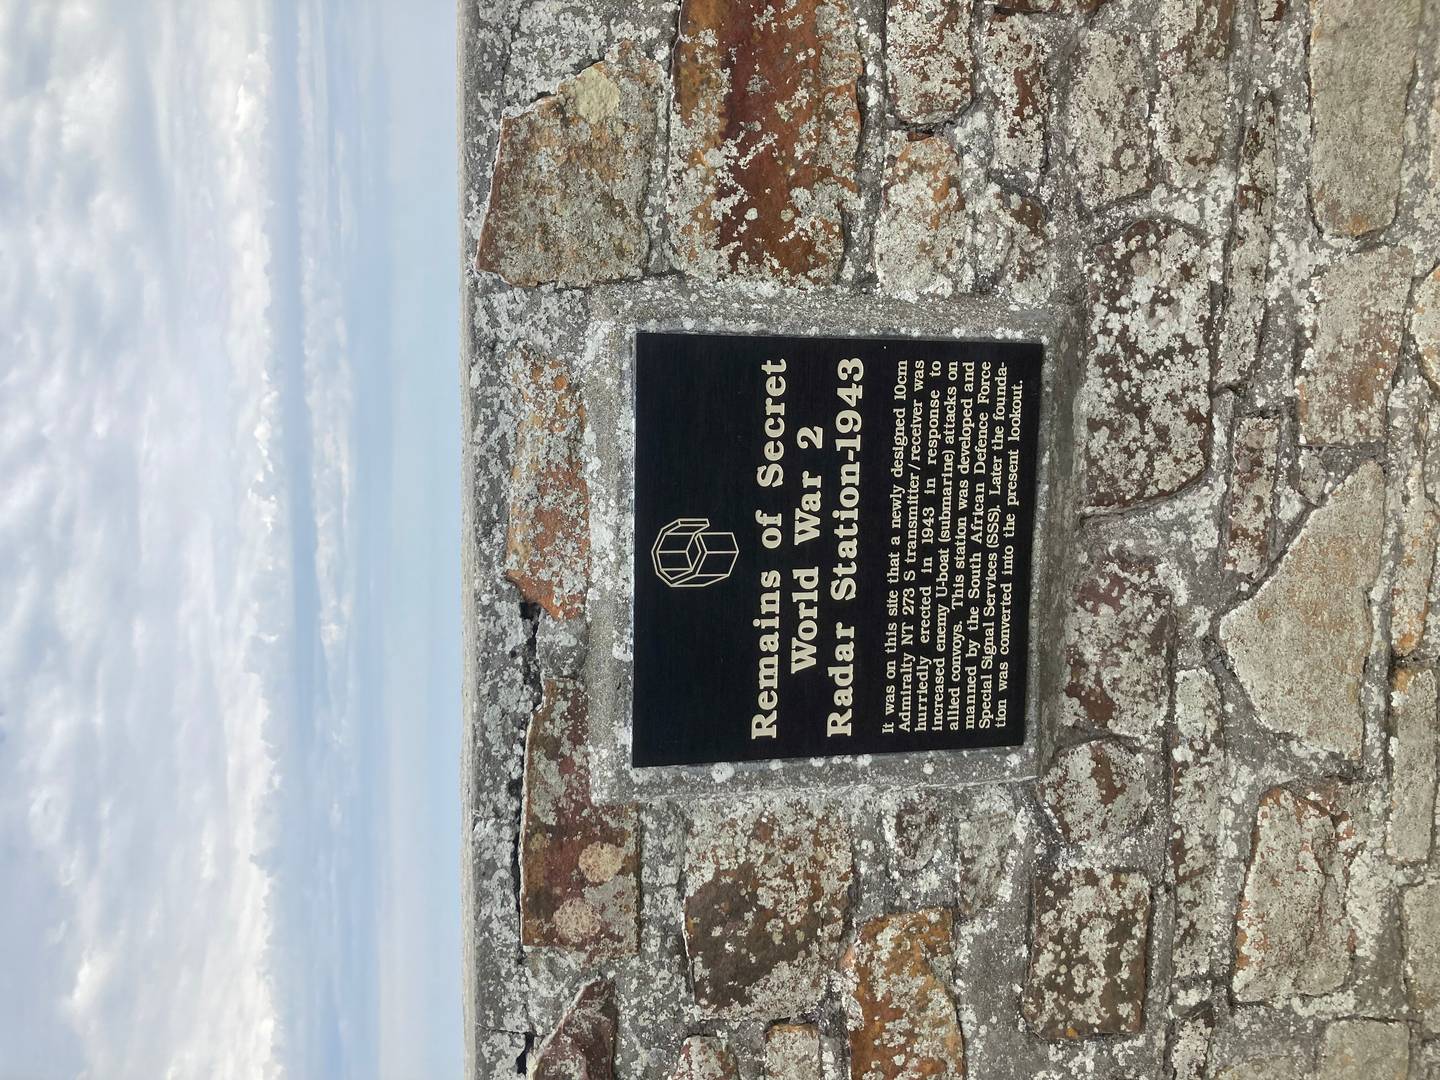 Remains of Secret
World War 2
Radar Station-1943
It was on this site that a newly designed 10cm
Admiralty NT 273 S transmitter/receiver was
hurriedly erected in 1943 in response to
increased enemy U-boat (submarine) attacks on
allied convoys. This station was developed and
manned by the South African Defence Force
Special Signal Services (SSS). Later the founda-
tion was converted into the present lookout.